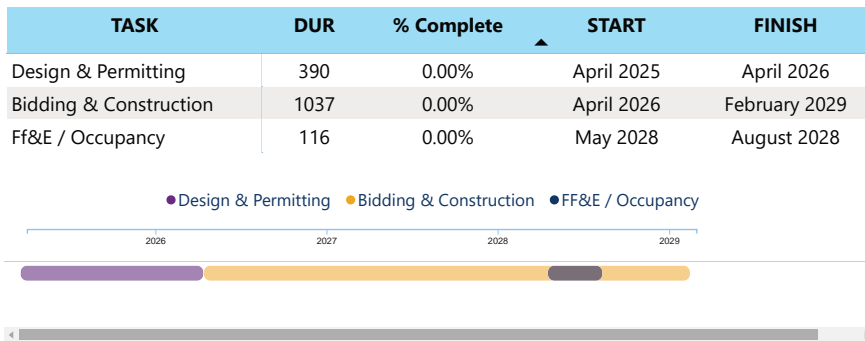 TASK DUR % Complete START FINISH
Design & Permitting 390 0.00% April 2025 April 2026
Bidding & Construction 1037 0.00% April 2026 February 2029
Ff&E / Occupancy 116 0.00% May 2028 August 2028
Design & Permitting Bidding & Construction FF&E / Occupancy
2026 2027 2028 2029